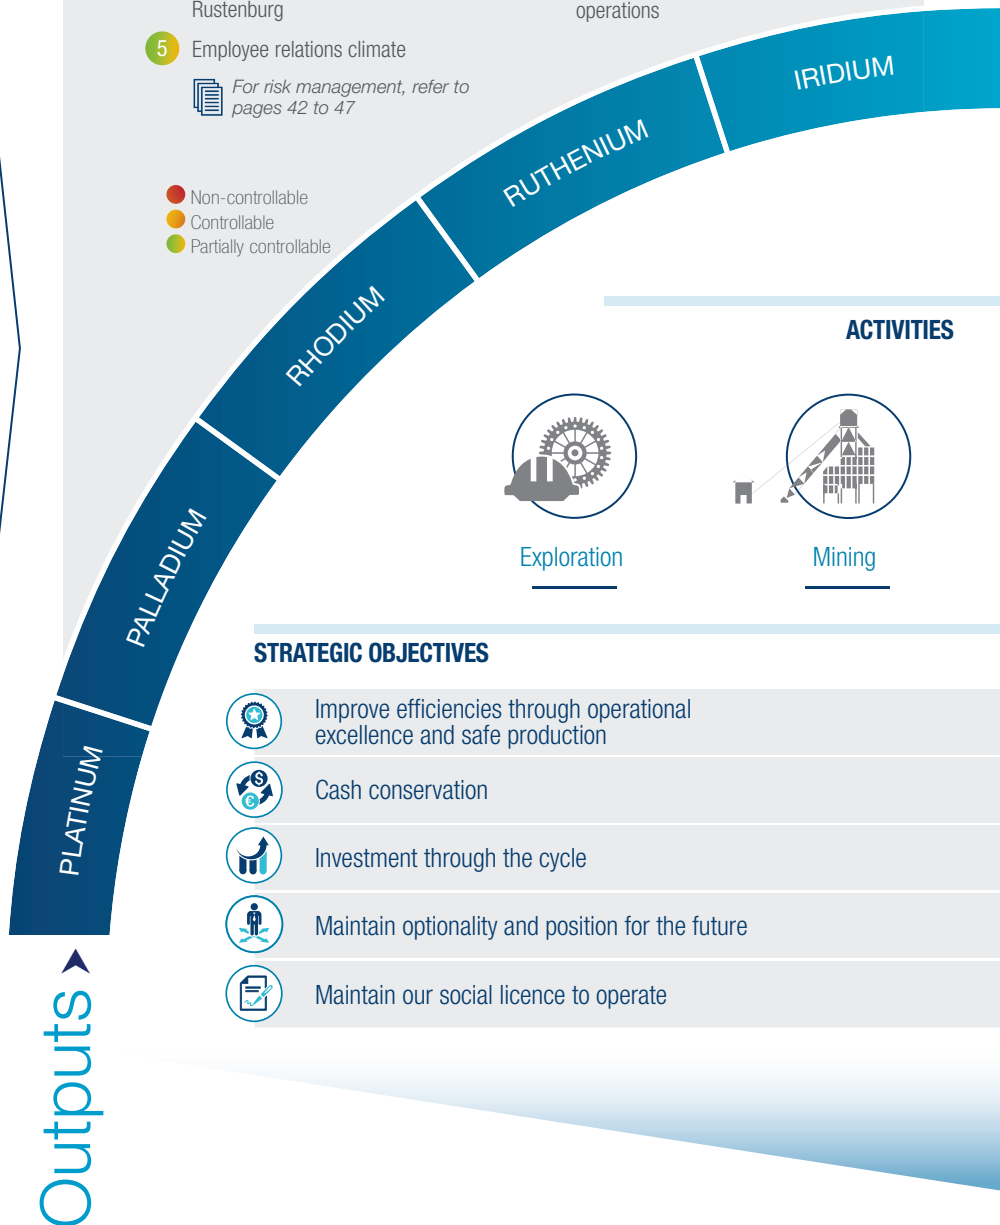 Rustenburg
operations
5 Employee relations climate
For risk management, refer to
pages 42 to 47
Non-controllable
Controllable
Partially controllable
IRIDIUM
RUTHENIUM
RHODIUM
PALLADIUM
PLATINUM
ACTIVITIES
Exploration
Mining
STRATEGIC OBJECTIVES
Improve efficiencies through operational
excellence and safe production
$
€
Cash conservation
Investment through the cycle
Maintain optionality and position for the future
Maintain our social licence to operate
Outputs